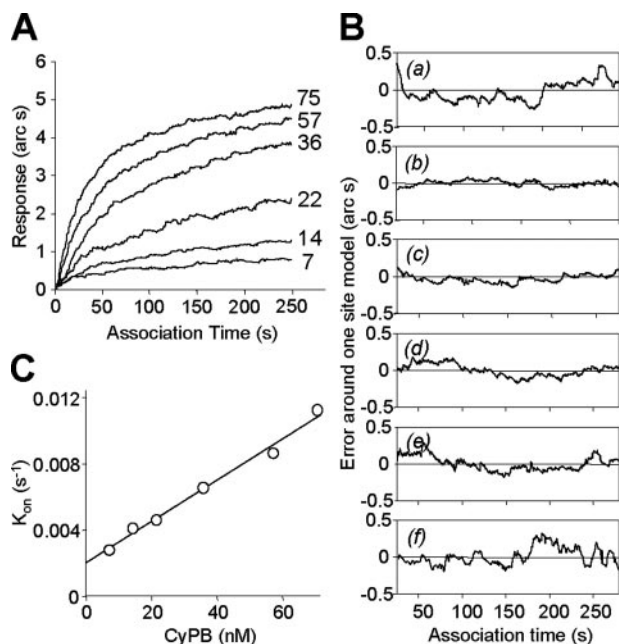 A
Response (arc s)
6
5
4
3
2
1
0
75
57
36
22
14
7
0 50 100 150 200 250
Association Time (s)
B
Error around one site model (arc s)
0.5
(a)
0
-0.5
0.5
(b)
0
-0.5
0.5
(c)
0
-0.5
0.5
(d)
0
-0.5
0.5
(e)
0
-0.5
0.5
(f)
0
-0.5
50 100 150 200 250
Association time (s)
C
Kon (s-1)
0.012
0.008
0.004
0
0 20 40 60
CyPB (nM)